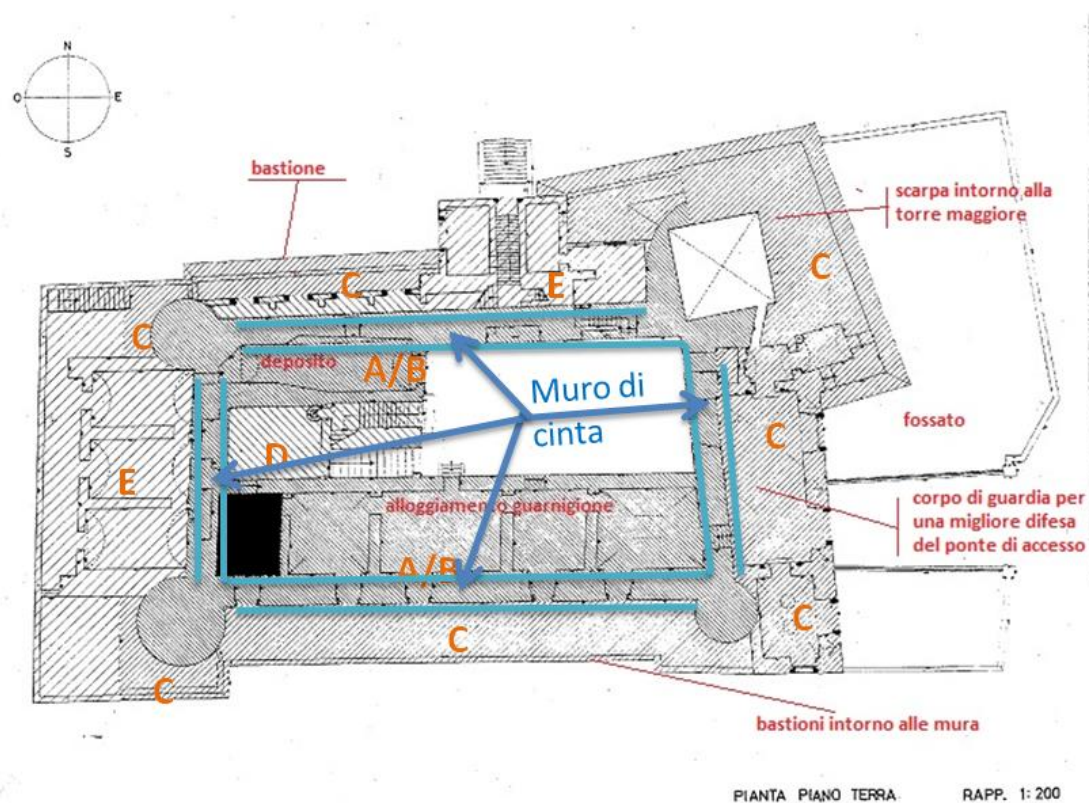 N
O
E
S
bastione
scarpa intorno alla
torre maggiore
C
C
E
C
deposito
A/B
Muro di
cinta
fossato
C
D
E
alloggiamento guarnigione
corpo di guardia per
una migliore difesa
del ponte di accesso
A/B
C
C
C
bastioni intorno alle mura
PIANTA PIANO TERRA RAPP. 1:200